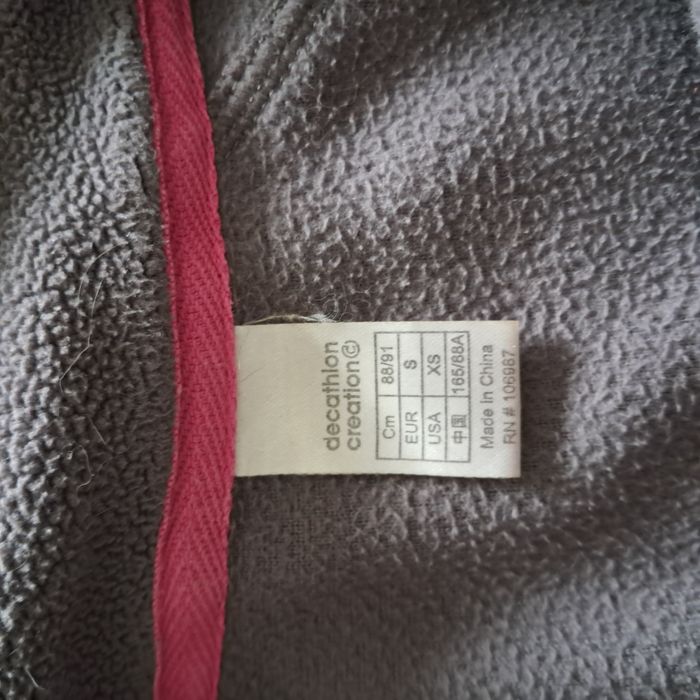 decathlon
creation©
Cm 88/91
EUR S
USA XS
中国 165/88A
Made in China
RN # 106987